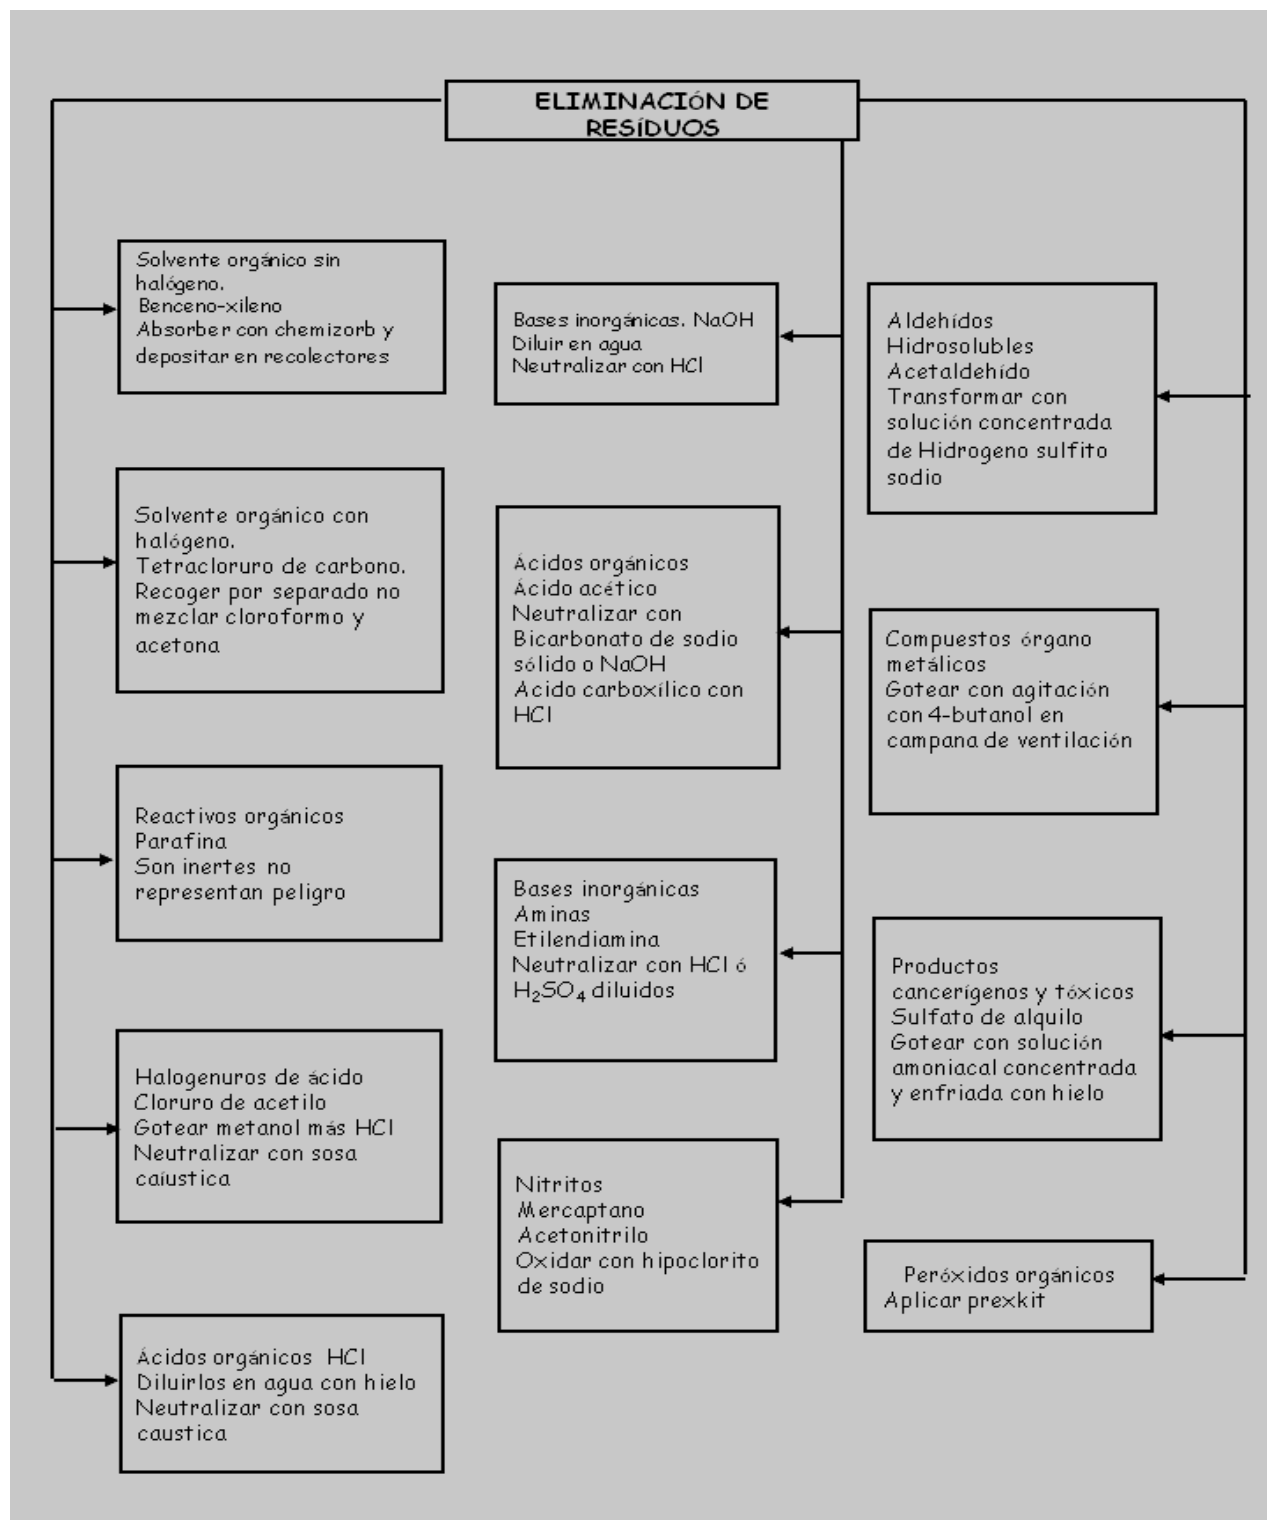 ELIMINACIÓN DE
RESÍDUOS
Solvente orgánico sin
halógeno.
Benceno-xileno
Absorber con chemizorb y
depositar en recolectores
Solvente orgánico con
halógeno.
Tetracloruro de carbono.
Recoger por separado no
mezclar cloroformo y
acetona
Reactivos orgánicos
Parafina
Son inertes no
representan peligro
Halogenuros de ácido
Cloruro de acetilo
Gotear metanol más HCl
Neutralizar con sosa
caíustica
Ácidos orgánicos HCl
Diluirlos en agua con hielo
Neutralizar con sosa
caustica
Bases inorgánicas. NaOH
Diluir en agua
Neutralizar con HCl
Ácidos orgánicos
Ácido acético
Neutralizar con
Bicarbonato de sodio
sólido o NaOH
Acido carboxílico con
HCl
Bases inorgánicas
Aminas
Etilendiamina
Neutralizar con HCl ó
H₂SO₄ diluidos
Nitritos
Mercaptano
Acetonitrilo
Oxidar con hipoclorito
de sodio
Aldehídos
Hidrosolubles
Acetaldehído
Transformar con
solución concentrada
de Hidrogeno sulfito
sodio
Compuestos órgano
metálicos
Gotear con agitación
con 4-butanol en
campana de ventilación
Productos
cancerígenos y tóxicos
Sulfato de alquilo
Gotear con solución
amoniacal concentrada
y enfriada con hielo
Peróxidos orgánicos
Aplicar prexkit